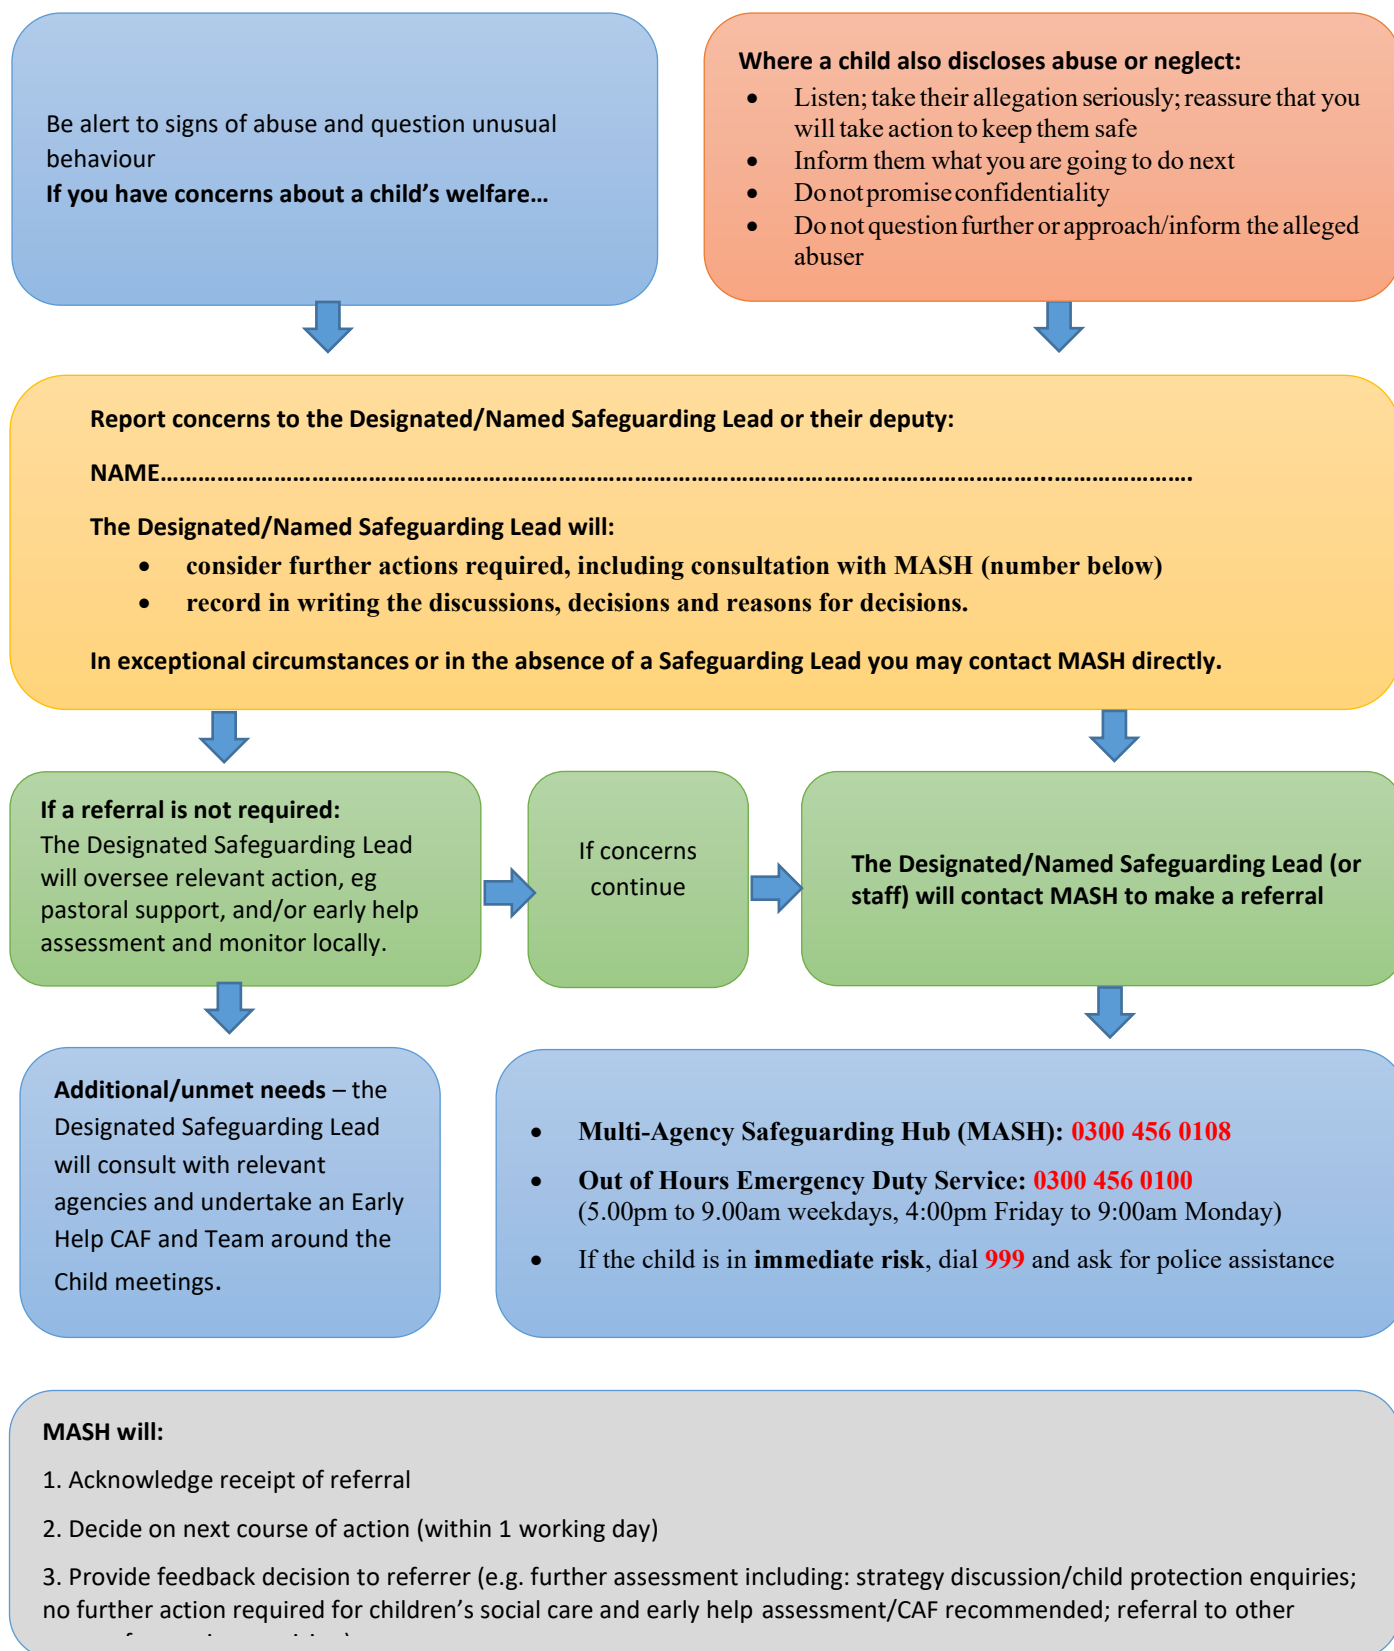 Be alert to signs of abuse and question unusual
behaviour
If you have concerns about a child’s welfare…
Where a child also discloses abuse or neglect:
• Listen; take their allegation seriously; reassure that you
will take action to keep them safe
• Inform them what you are going to do next
• Do not promise confidentiality
• Do not question further or approach/inform the alleged
abuser
Report concerns to the Designated/Named Safeguarding Lead or their deputy:
NAME……………………………………………………………………………………………………………………………...………………….
The Designated/Named Safeguarding Lead will:
• consider further actions required, including consultation with MASH (number below)
• record in writing the discussions, decisions and reasons for decisions.
In exceptional circumstances or in the absence of a Safeguarding Lead you may contact MASH directly.
If a referral is not required:
The Designated Safeguarding Lead
will oversee relevant action, eg
pastoral support, and/or early help
assessment and monitor locally.
If concerns
continue
The Designated/Named Safeguarding Lead (or
staff) will contact MASH to make a referral
Additional/unmet needs – the
Designated Safeguarding Lead
will consult with relevant
agencies and undertake an Early
Help CAF and Team around the
Child meetings.
• Multi-Agency Safeguarding Hub (MASH): 0300 456 0108
• Out of Hours Emergency Duty Service: 0300 456 0100
(5.00pm to 9.00am weekdays, 4:00pm Friday to 9:00am Monday)
• If the child is in immediate risk, dial 999 and ask for police assistance
MASH will:
1. Acknowledge receipt of referral
2. Decide on next course of action (within 1 working day)
3. Provide feedback decision to referrer (e.g. further assessment including: strategy discussion/child protection enquiries;
no further action required for children’s social care and early help assessment/CAF recommended; referral to other